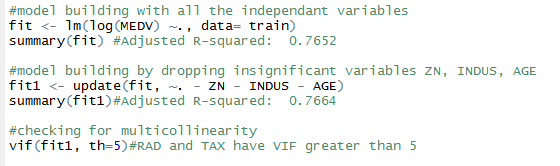 #model building with all the independant variables
fit <- lm(log(MEDV) ~., data= train)
summary(fit) #Adjusted R-squared:  0.7652
#model building by dropping insignificant variables ZN, INDUS, AGE
fit1 <- update(fit, ~. - ZN - INDUS - AGE)
summary(fit1)#Adjusted R-squared:  0.7664
#checking for multicollinearity
vif(fit1, th=5)#RAD and TAX have VIF greater than 5